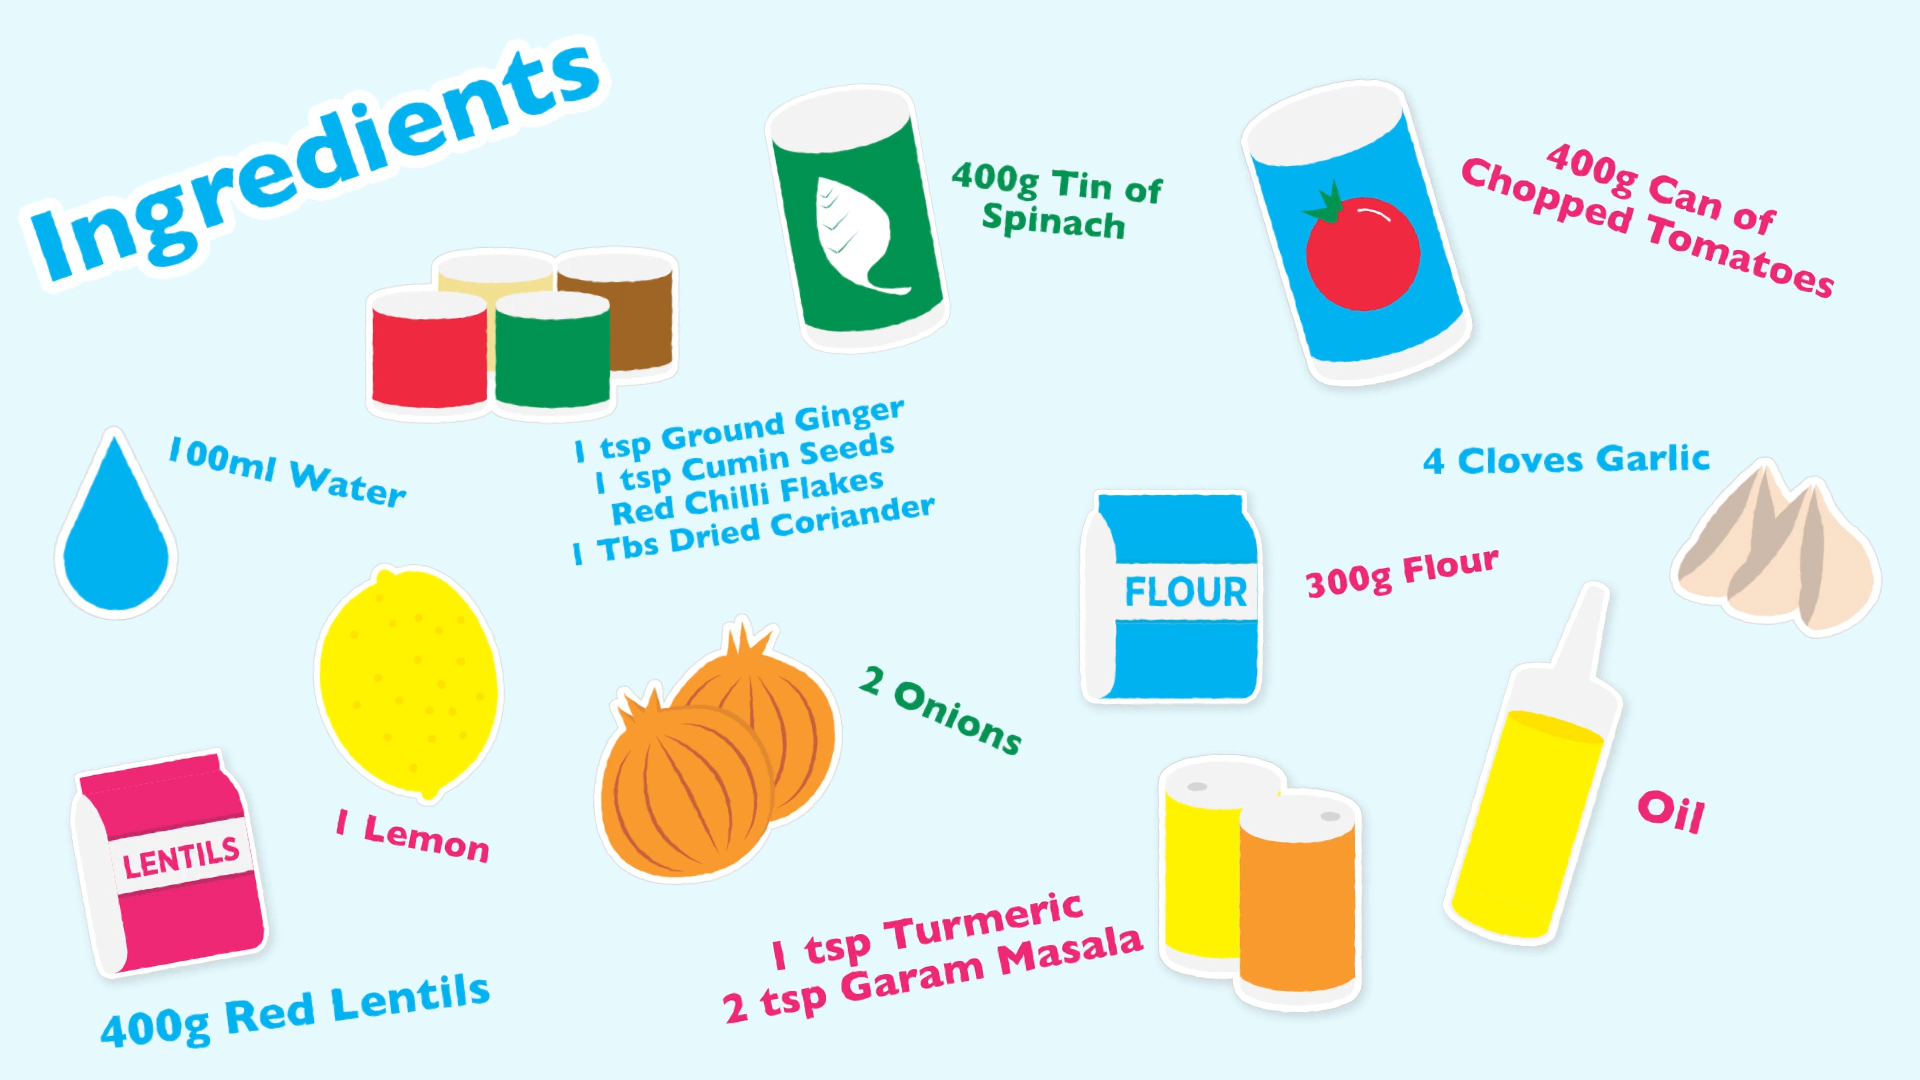 Ingredients
400g Tin of
Spinach
400g Can of
Chopped Tomatoes
100ml Water
1 tsp Ground Ginger
1 tsp Cumin Seeds
Red Chilli Flakes
1 Tbs Dried Coriander
4 Cloves Garlic
FLOUR
300g Flour
2 Onions
1 Lemon
LENTILS
400g Red Lentils
1 tsp Turmeric
2 tsp Garam Masala
Oil